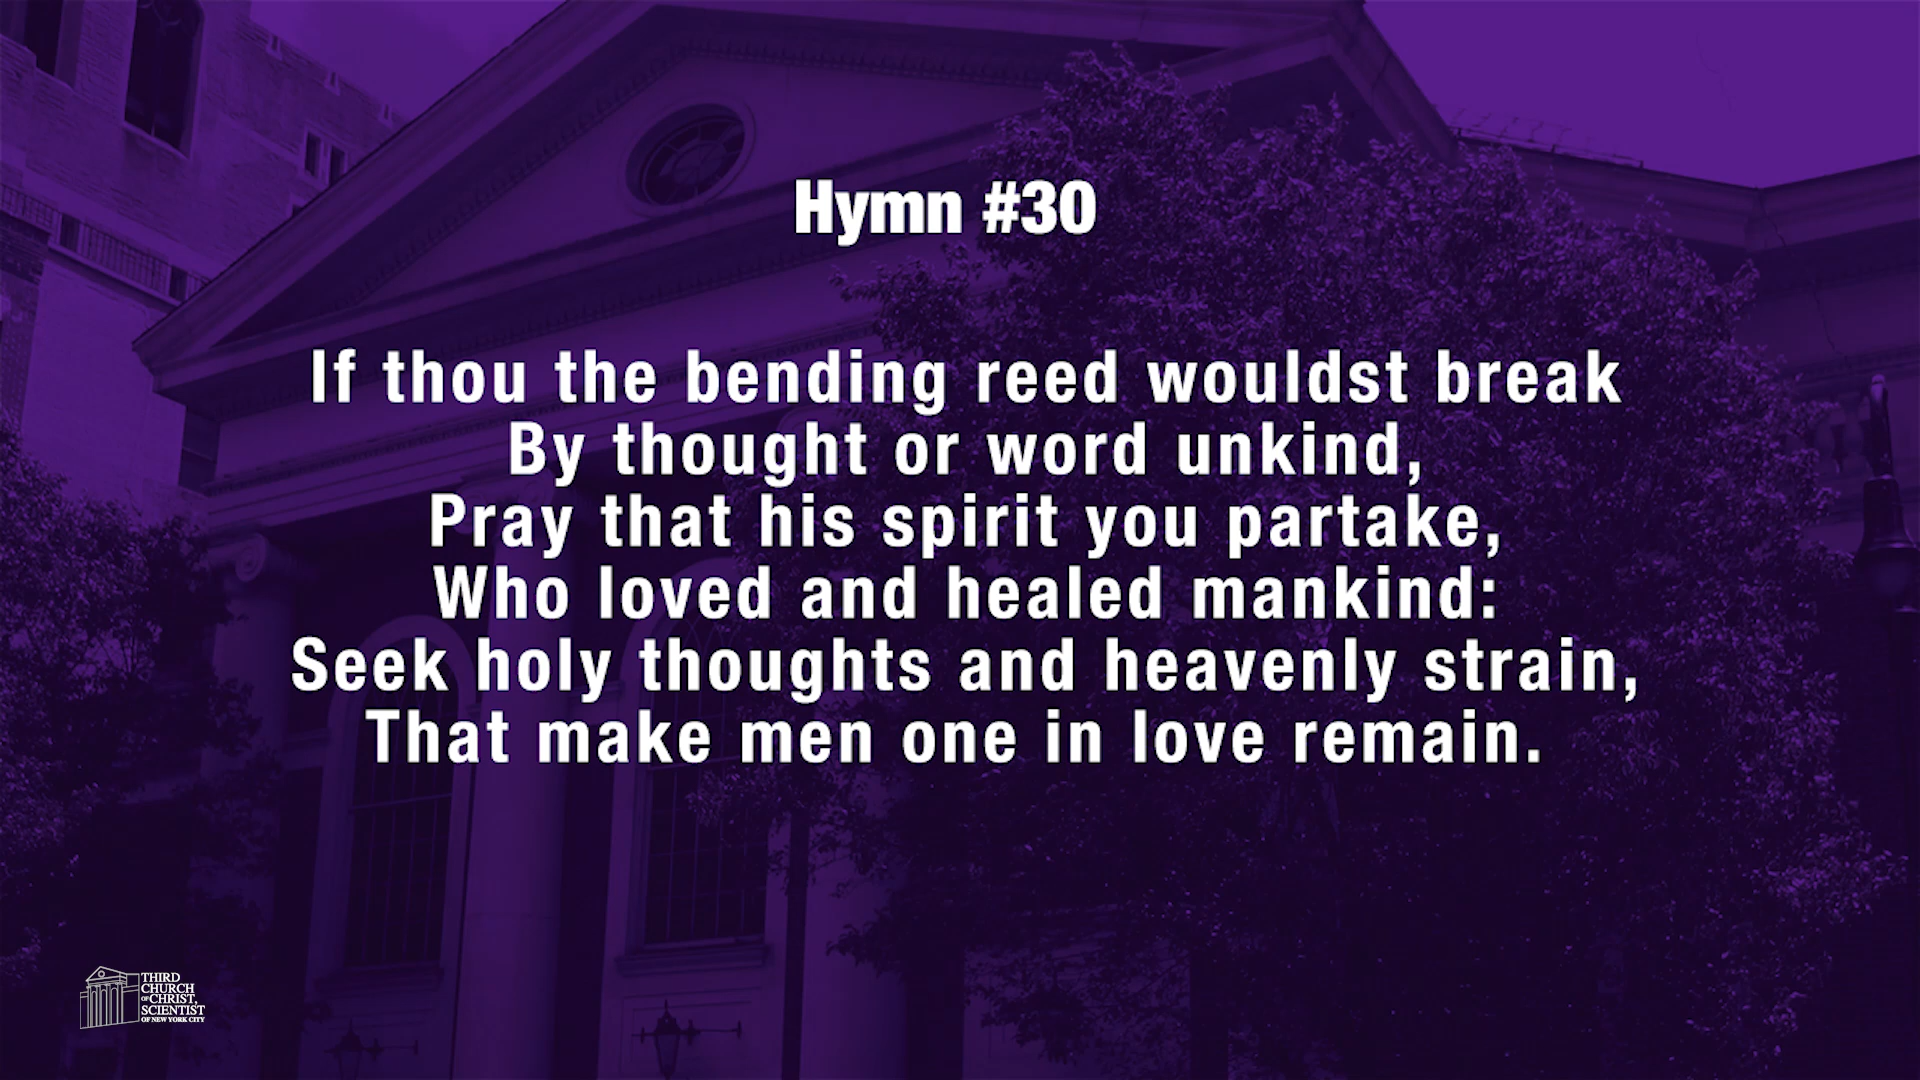 Hymn #30
If thou the bending reed wouldst break
By thought or word unkind,
Pray that his spirit you partake,
Who loved and healed mankind:
Seek holy thoughts and heavenly strain,
That make men one in love remain.
THIRD
CHURCH
OF CHRIST,
SCIENTIST
OF NEW YORK CITY